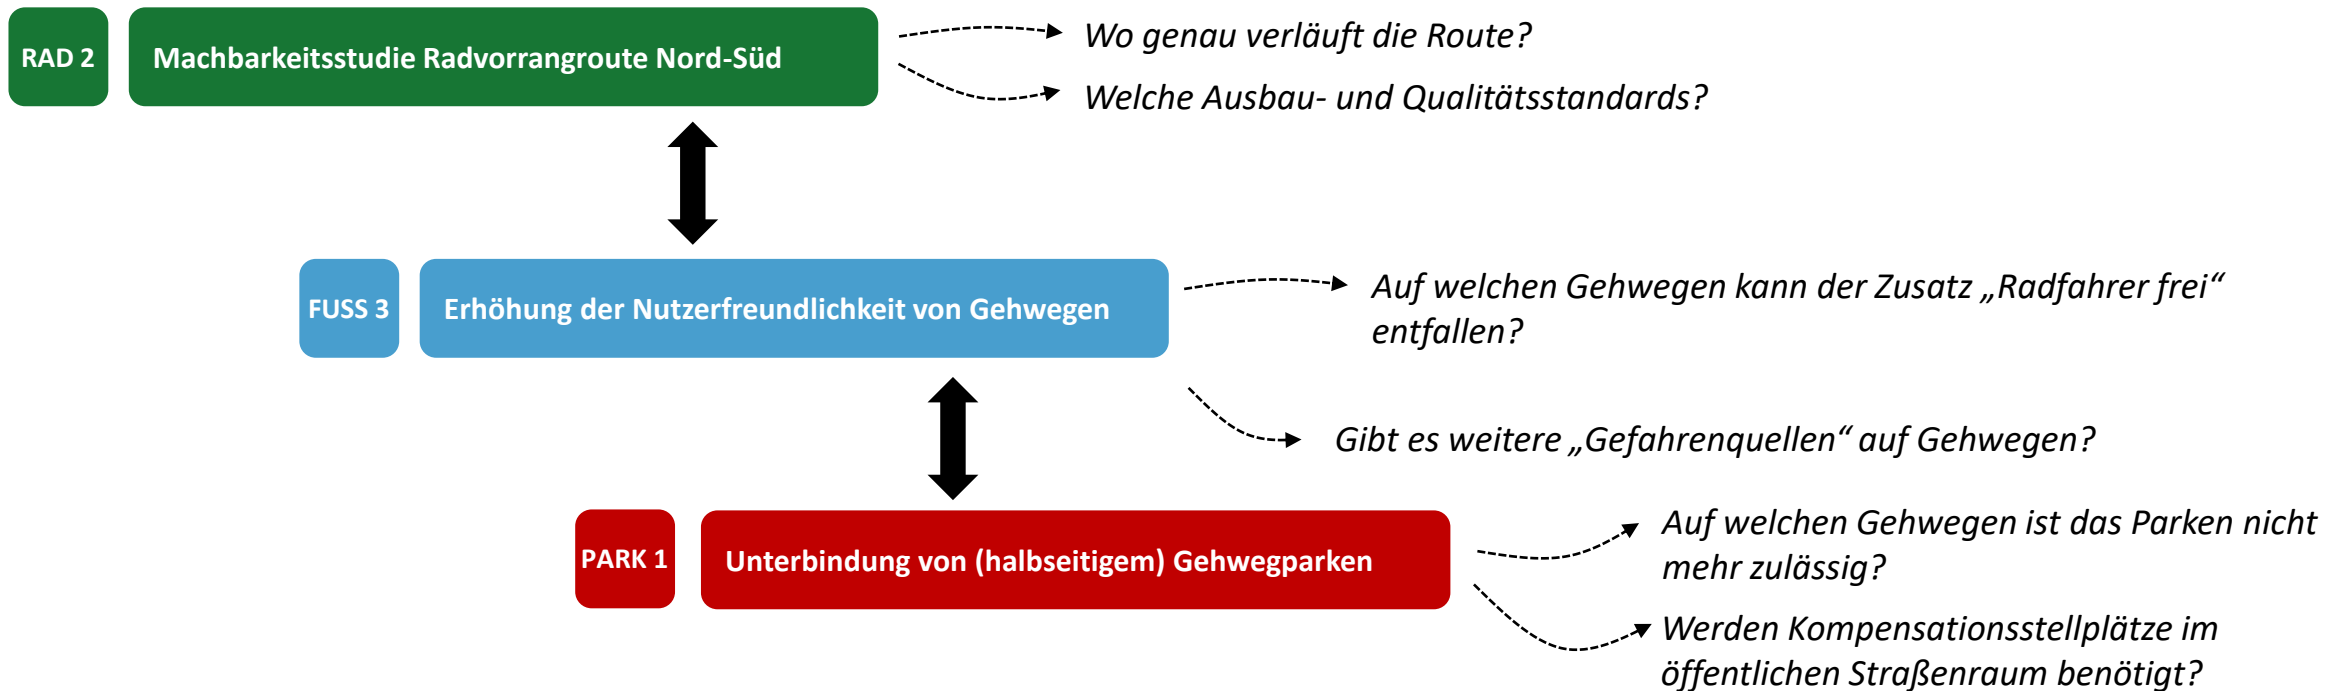 RAD 2
Machbarkeitsstudie Radvorrangroute Nord-Süd
Wo genau verläuft die Route?
Welche Ausbau- und Qualitätsstandards?
FUSS 3
Erhöhung der Nutzerfreundlichkeit von Gehwegen
Auf welchen Gehwegen kann der Zusatz „Radfahrer frei“
entfallen?
Gibt es weitere „Gefahrenquellen“ auf Gehwegen?
PARK 1
Unterbindung von (halbseitigem) Gehwegparken
Auf welchen Gehwegen ist das Parken nicht
mehr zulässig?
Werden Kompensationsstellplätze im
öffentlichen Straßenraum benötigt?